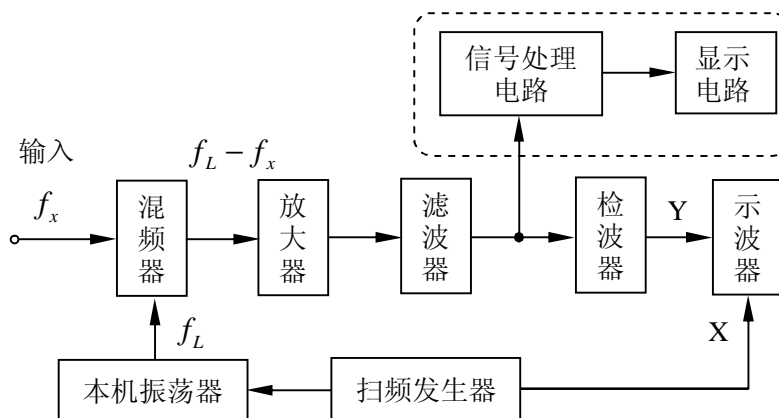 信号处理
电路
显示
电路
输入
f_x
f_L − f_x
混频器
放大器
滤波器
检波器
Y
示波器
f_L
X
本机振荡器
扫频发生器